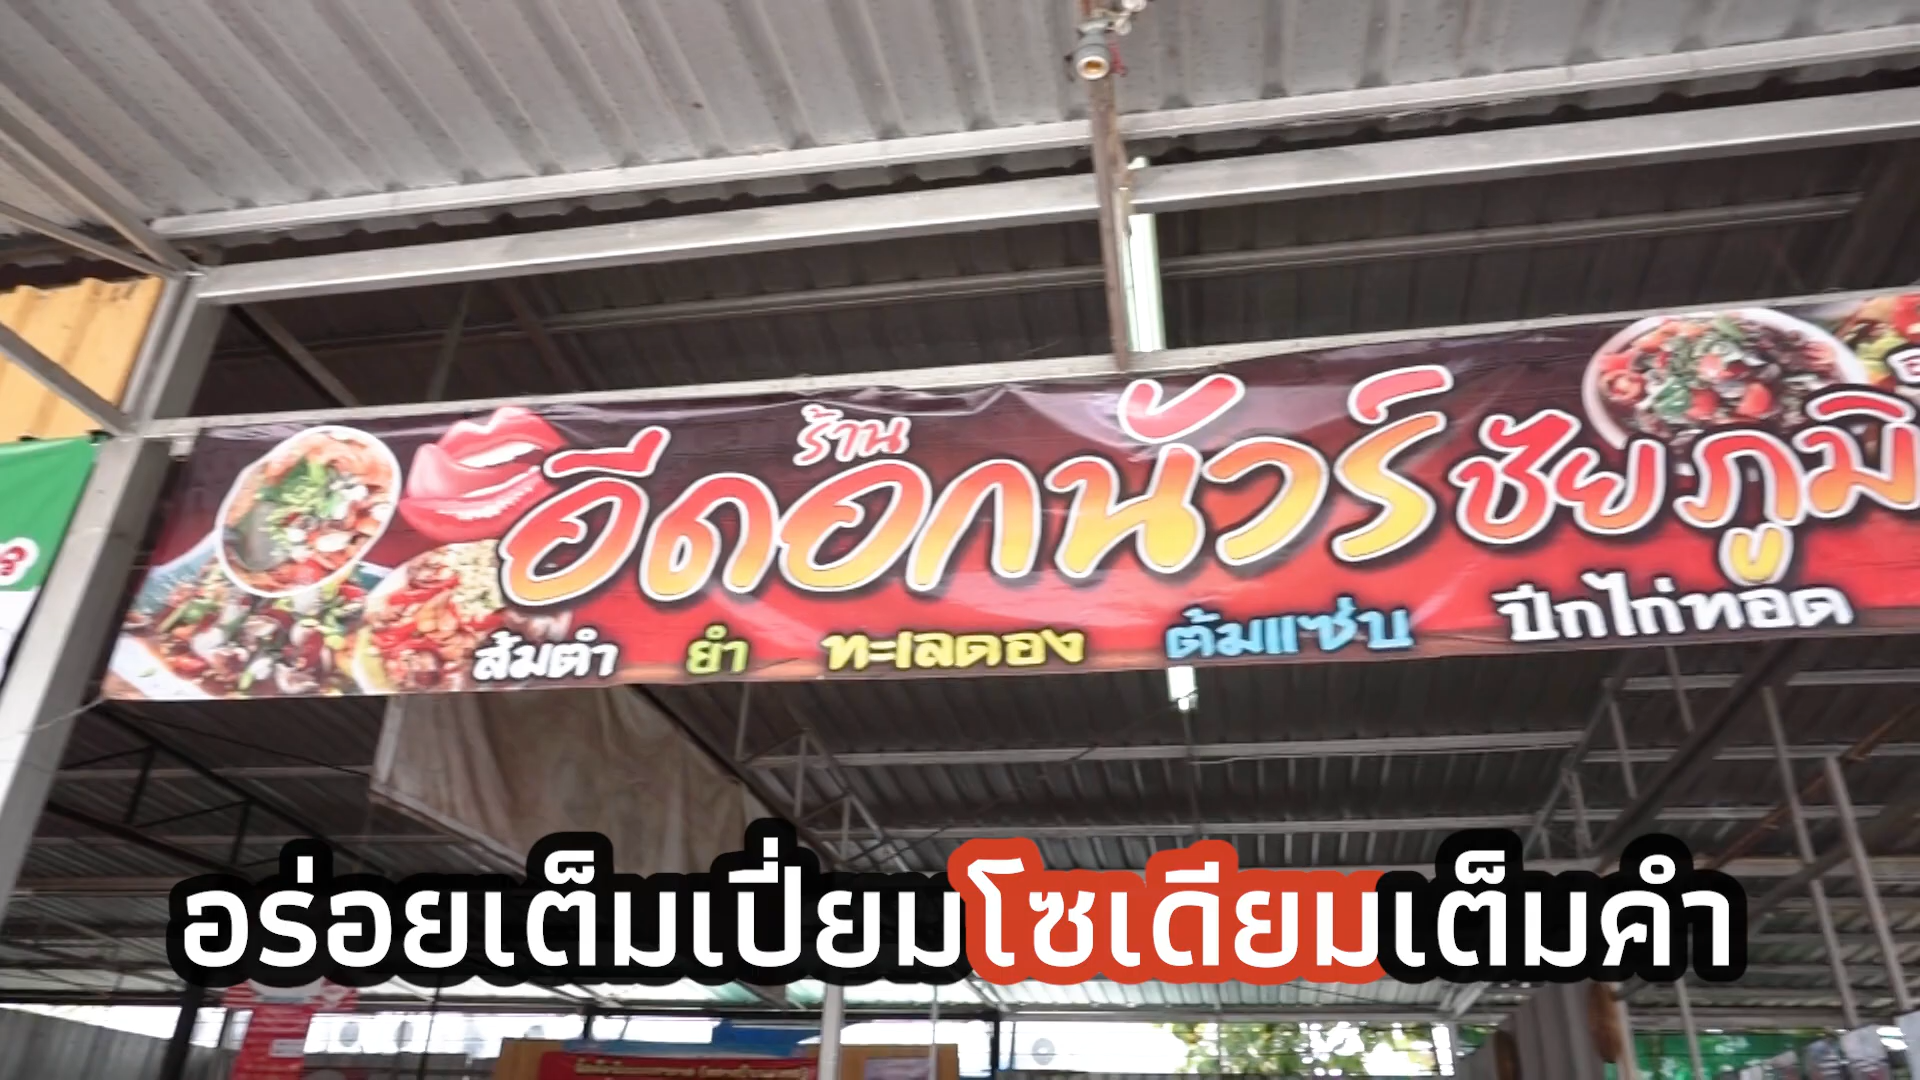 ร้าน
อีดอกนัวร์ ชัยภูมิ
ส้มตำ ยำ ทะเลดอง ต้มแซ่บ ปีกไก่ทอด
อร่อยเต็มเปี่ยมโซเดียมเต็มคำ